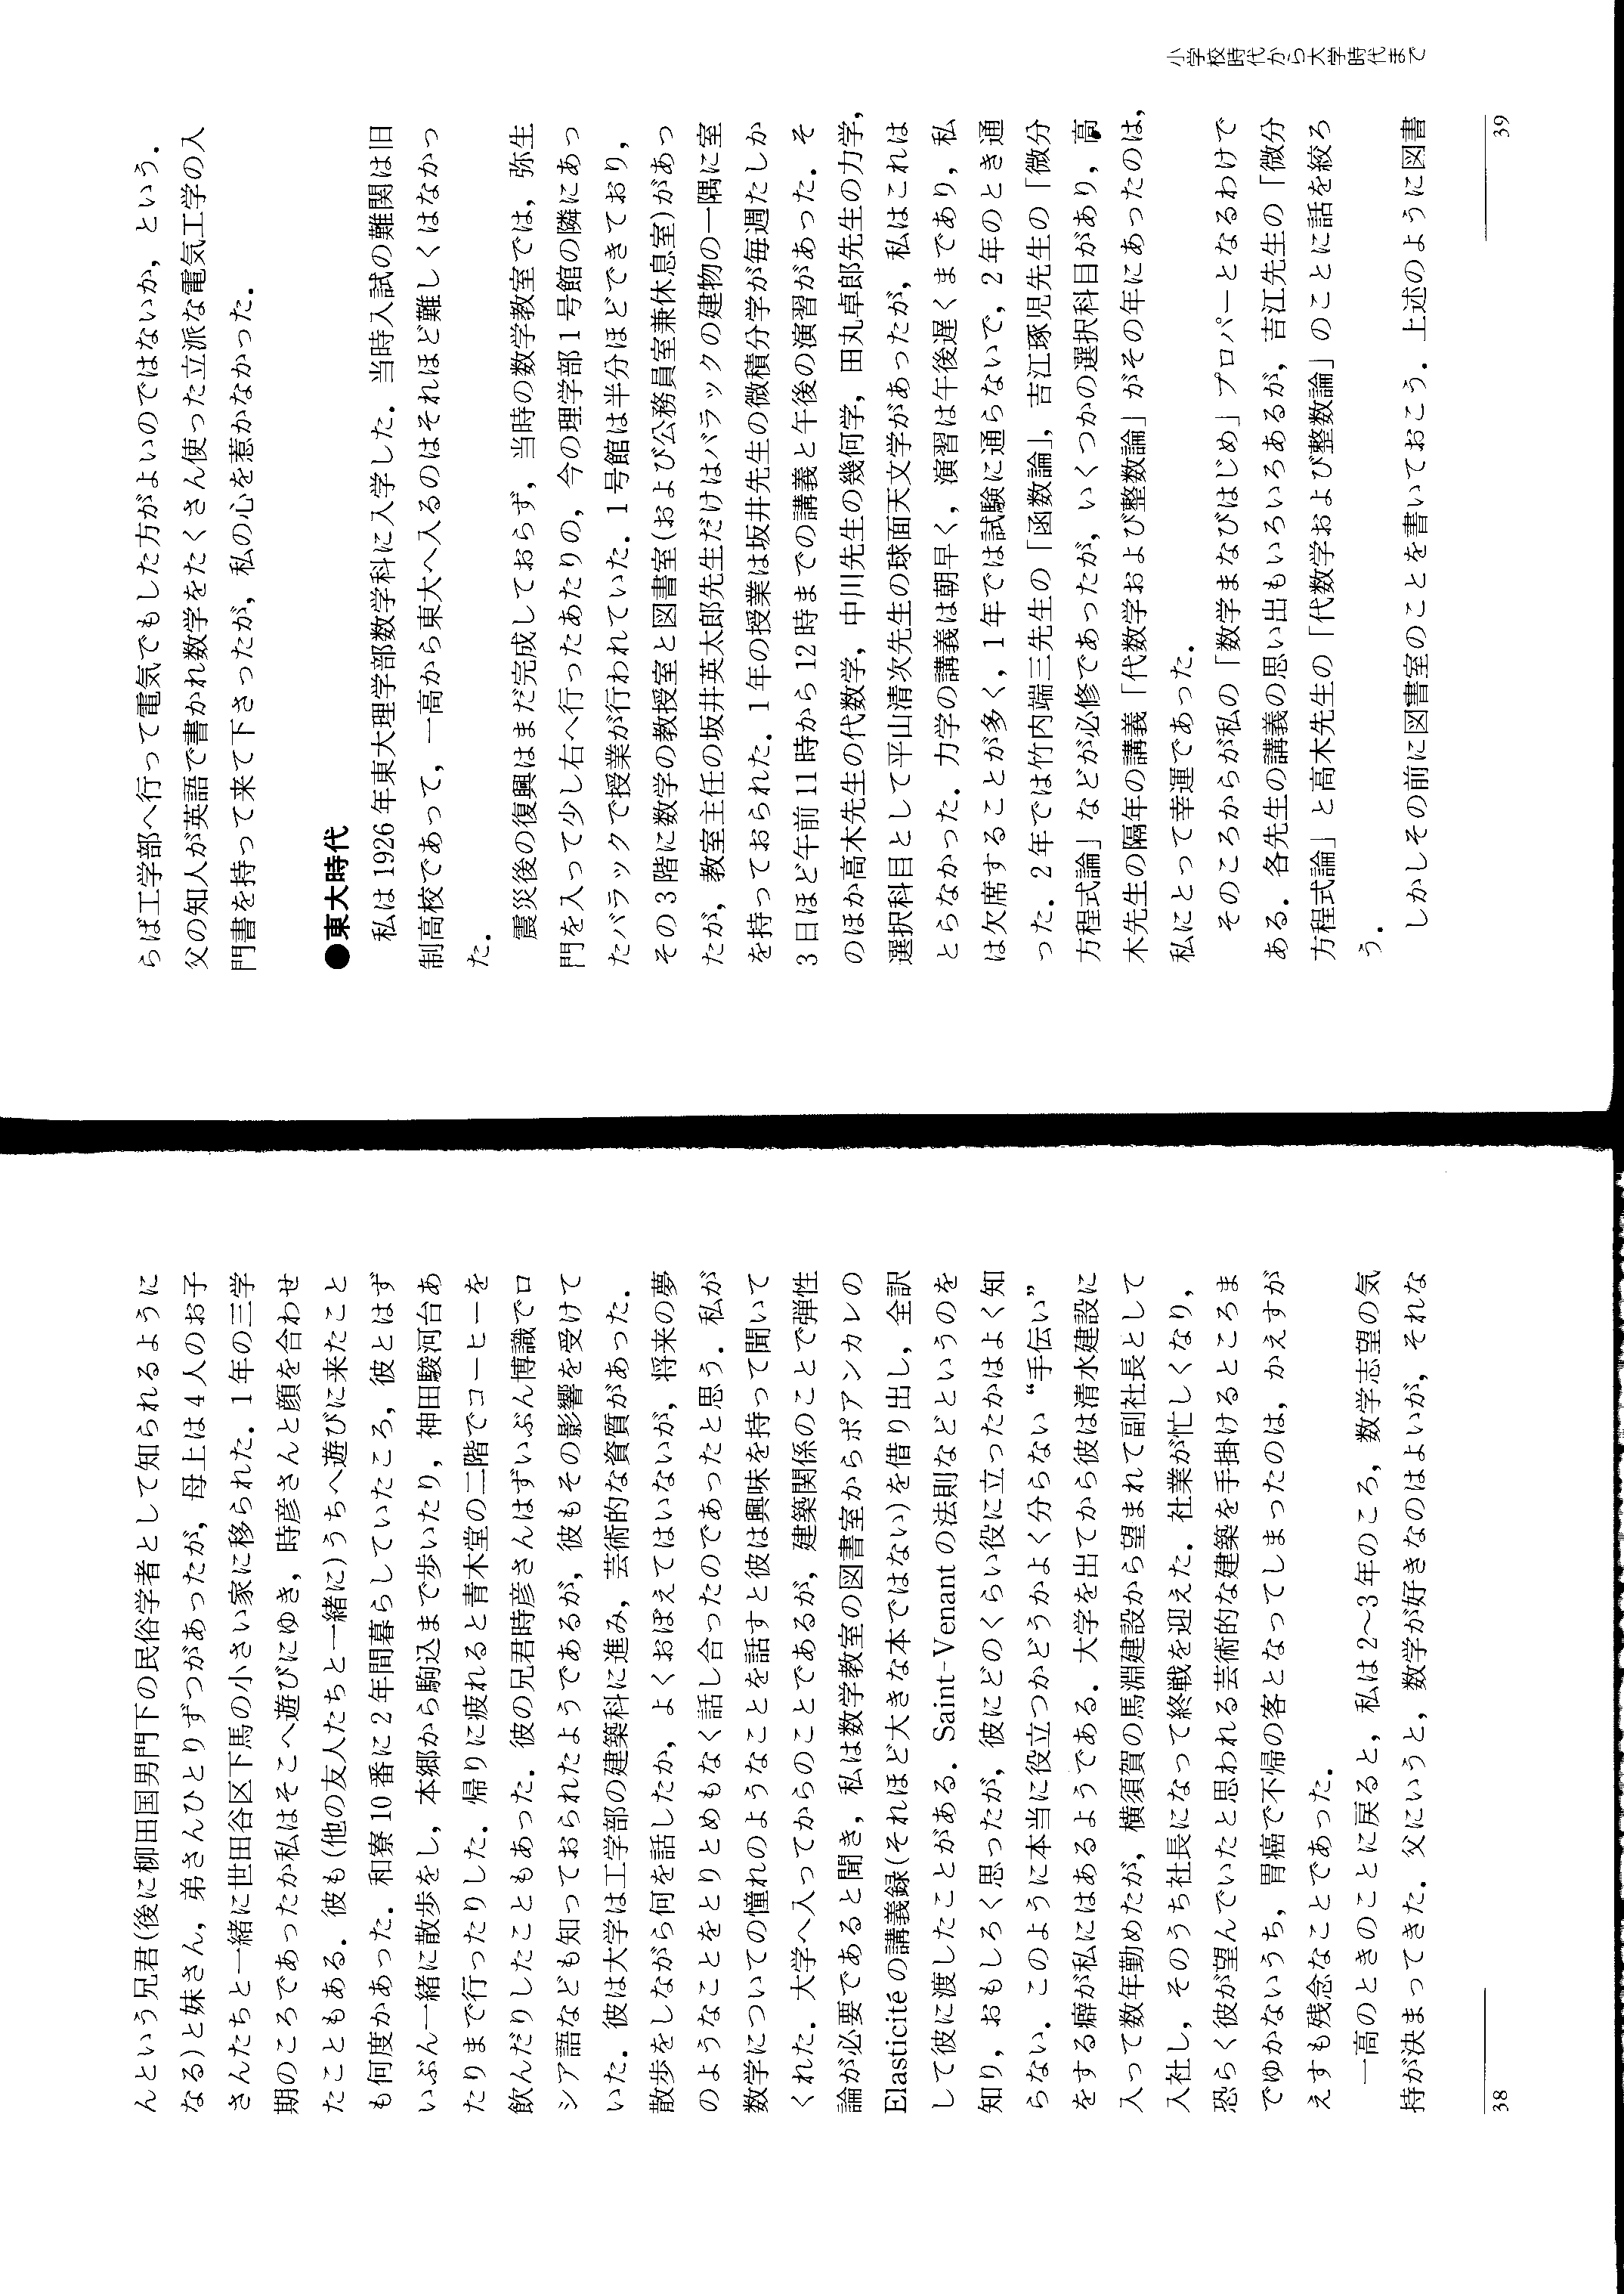 んという兄君(後に柳田国男門下の民俗学者として知られるように
なる)と妹さん，弟さんひとりずつがあったが，母上は4人のお子
さんたちと一緒に世田谷区下馬の小さい家に移られた．1年の三学
期のころであったか私はそこへ遊びにゆき，時彦さんと顔を合わせ
たこともある．彼も(他の友人たちと一緒に)うちへ遊びに来たこと
も何度かあった．和寮10番に2年間暮らしていたころ，彼とはず
いぶん一緒に散歩をし，本郷から駒込まで歩いたり，神田駿河台あ
たりまで行ったりした．帰りに疲れると青木堂の二階でコーヒーを
飲んだりしたこともあった．彼の兄君時彦さんはずいぶん博識でロ
シア語なども知っておられたようであるが，彼もその影響を受けて
いた．彼は大学は工学部の建築科に進み，芸術的な資質があった．
散歩をしながら何を話したか，よくおぼえてはいないが，将来の夢
のようなことをとりとめもなく話し合ったのであったと思う．私が
数学についての憧れのようなことを話すと彼は興味を持って聞いて
くれた．大学へ入ってからのことであるが，建築関係のことで弾性
論が必要であると聞き，私は数学教室の図書室からポアンカレの
Elasticité の講義録(それほど大きな本ではない)を借り出し，全訳
して彼に渡したことがある．Saint-Venant の法則などというのを
知り，おもしろく思ったが，彼にどのくらい役に立ったかはよく知
らない．このように本当に役立つかどうかよく分らない“手伝い”
をする癖が私にはあるようである．大学を出てから彼は清水建設に
入って数年勤めたが，横須賀の馬淵建設から望まれて副社長として
入社し，そのうち社長になって終戦を迎えた．社業が忙しくなり，
恐らく彼が望んでいたと思われる芸術的な建築を手掛けるところま
でゆかないうち，胃癌で不帰の客となってしまったのは，かえすが
えすも残念なことであった．
一高のときのことに戻ると，私は2〜3年のころ，数学志望の気
持が決まってきた．父にいうと，数学が好きなのはよいが，それな
38
らば工学部へ行って電気でもした方がよいのではないか，という．
父の知人が英語で書かれ数学をたくさん使った立派な電気工学の入
門書を持って来て下さったが，私の心を惹かなかった．
●東大時代
私は1926年東大理学部数学科に入学した．当時入試の難関は旧
制高校であって，一高から東大へ入るのはそれほど難しくはなかっ
た．
震災後の復興はまだ完成しておらず，当時の数学教室では，弥生
門を入って少し右へ行ったあたりの，今の理学部1号館の隣にあっ
たバラックで授業が行われていた．1号館は半分ほどできており，
その3階に数学の教授室と図書室(および公務員室兼休息室)があっ
たが，教室主任の坂井英太郎先生だけはバラックの建物の一隅に室
を持っておられた．1年の授業は坂井先生の微積分学が毎週たしか
3日ほど午前11時から12時までの講義と午後の演習があった．そ
のほか高木先生の代数学，中川先生の幾何学，田丸卓郎先生の力学，
選択科目として平山清次先生の球面天文学があったが，私はこれは
とらなかった．力学の講義は朝早く，演習は午後遅くまであり，私
は欠席することが多く，1年では試験に通らないで，2年のとき通
った．2年では竹内端三先生の「函数論」，吉江琢児先生の「微分
方程式論」などが必修であったが，いくつかの選択科目があり，高
木先生の隔年の講義「代数学および整数論」がその年にあったのは，
私にとって幸運であった．
そのころからが私の「数学まなびはじめ」プロパーとなるわけで
ある．各先生の講義の思い出もいろいろあるが，吉江先生の「微分
方程式論」と高木先生の「代数学および整数論」のことに話を絞ろ
う．
しかしその前に図書室のことを書いておこう．上述のように図書
小学校時代から大学時代まで
39